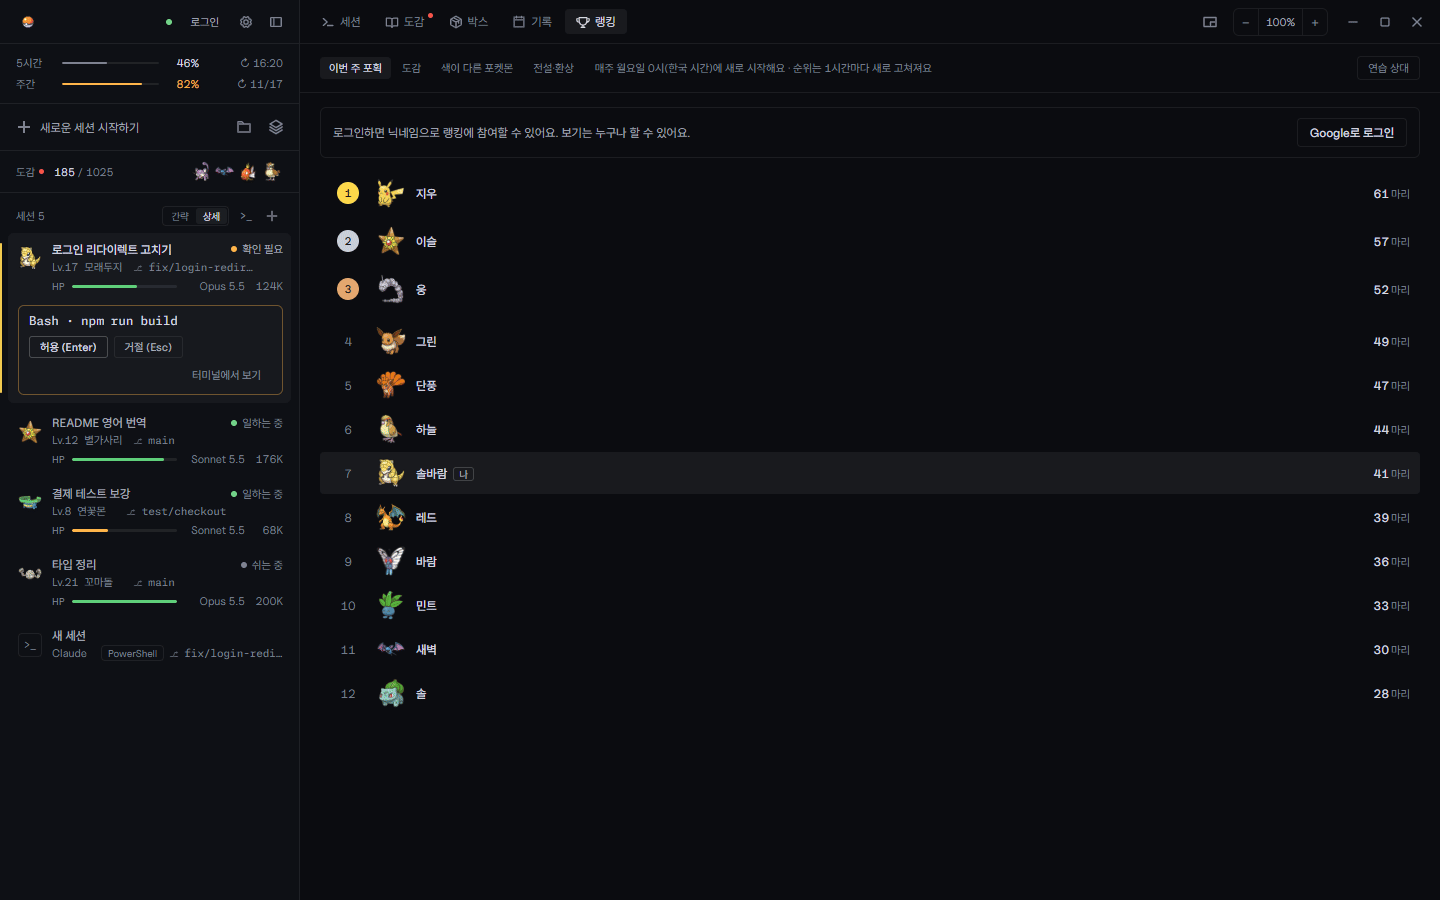 로그인
5시간 46% 16:20
주간 82% 11/17
새로운 세션 시작하기
도감 185 / 1025
세션 5 간략 상세 >_ +
로그인 리다이렉트 고치기 확인 필요
Lv.17 모래두지 fix/login-redir…
HP Opus 5.5 124K
Bash · npm run build
허용 (Enter) 거절 (Esc)
터미널에서 보기
README 영어 번역 일하는 중
Lv.12 별가사리 main
HP Sonnet 5.5 176K
결제 테스트 보강 일하는 중
Lv.8 연꽃몬 test/checkout
HP Sonnet 5.5 68K
타입 정리 쉬는 중
Lv.21 꼬마돌 main
HP Opus 5.5 200K
새 세션
>_ Claude PowerShell fix/login-redi…
세션 도감 박스 기록 랭킹 − 100% +
이번 주 포획 도감 색이 다른 포켓몬 전설·환상 매주 월요일 0시(한국 시간)에 새로 시작해요 · 순위는 1시간마다 새로 고쳐져요 연습 상대
로그인하면 닉네임으로 랭킹에 참여할 수 있어요. 보기는 누구나 할 수 있어요. Google로 로그인
1 지우 61 마리
2 이슬 57 마리
3 웅 52 마리
4 그린 49 마리
5 단풍 47 마리
6 하늘 44 마리
7 솔바람 나 41 마리
8 레드 39 마리
9 바람 36 마리
10 민트 33 마리
11 새벽 30 마리
12 솔 28 마리